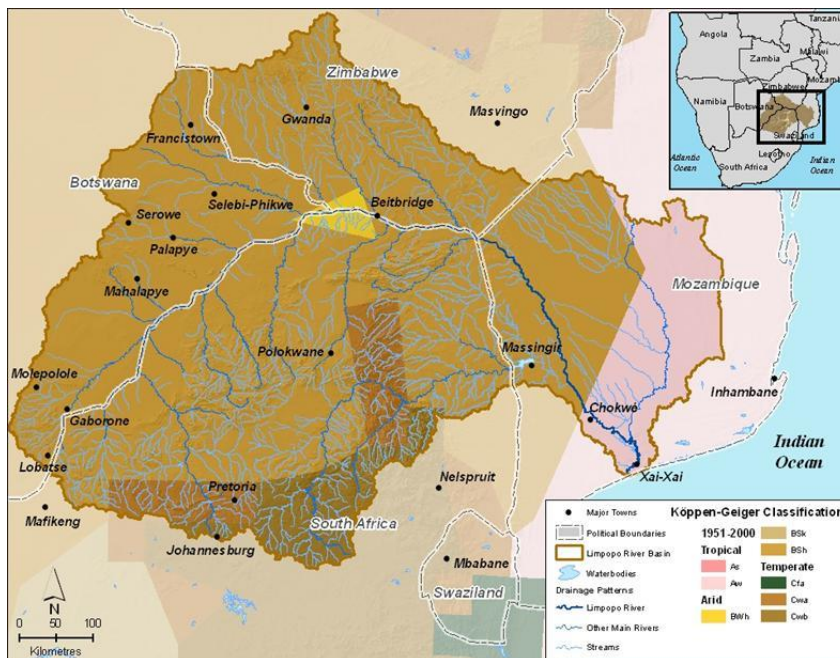 Zimbabwe
Masvingo
Gwanda
Francistown
Botswana
Selebi-Phikwe
Beitbridge
Serowe
Palapye
Mahalapye
Mozambique
Polokwane
Massingir
Molepolole
Inhambane
Chokwe
Gaborone
Indian
Ocean
Lobatse
Xai-Xai
Pretoria
Nelspruit
Mafikeng
South Africa
Johannesburg
Mbabane
Swaziland
N
50
Kilometres
Angola
Tanzania
Malawi
Zambia
Mozamb
Zimbabwe
Namibia
Botswana
Swaziland
Lesotho
South Africa
Atlantic
Ocean
Indian
Ocean
Major Towns
Political Boundaries
Limpopo River Basin
Waterbodies
Drainage Patterns
Limpopo River
Other Main Rivers
Streams
Köppen-Geiger Classification
1951-2000
Tropical
As
Aw
Arid
BWh
BSk
BSh
Temperate
Cfa
Cwa
Cwb